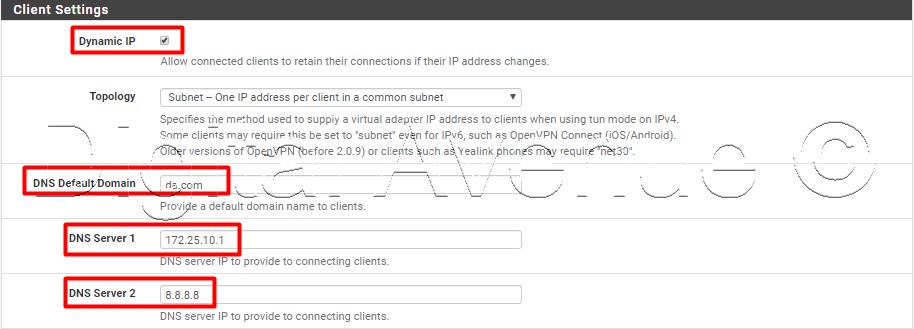 Client Settings
Dynamic IP
Allow connected clients to retain their connections if their IP address changes.
Topology
Subnet -- One IP address per client in a common subnet
Specifies the method used to supply a virtual adapter IP address to clients when using tun mode on IPv4.
Some clients may require this be set to "subnet" even for IPv6, such as OpenVPN Connect (iOS/Android).
Older versions of OpenVPN (before 2.0.9) or clients such as Yealink phones may require "net30".
Digital AVenue ©
DNS Default Domain
da.com
Provide a default domain name to clients.
DNS Server 1
172.25.10.1
DNS server IP to provide to connecting clients.
DNS Server 2
8.8.8.8
DNS server IP to provide to connecting clients.